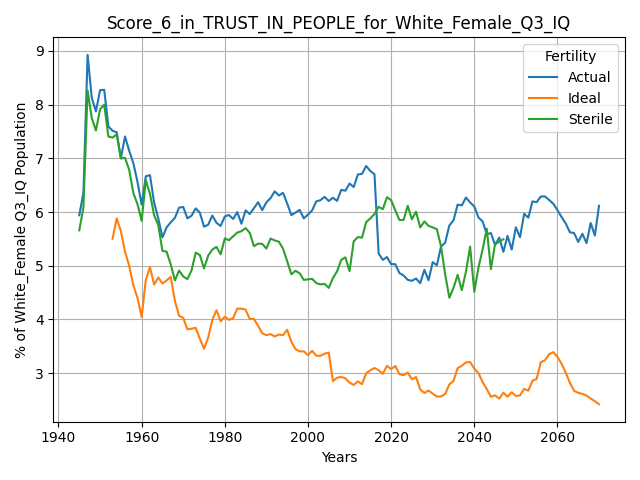 Score_6_in_TRUST_IN_PEOPLE_for_White_Female_Q3_IQ
Fertility
Actual
Ideal
Sterile
% of White_Female Q3_IQ Population
9
8
7
6
5
4
3
1940 1960 1980 2000 2020 2040 2060
Years